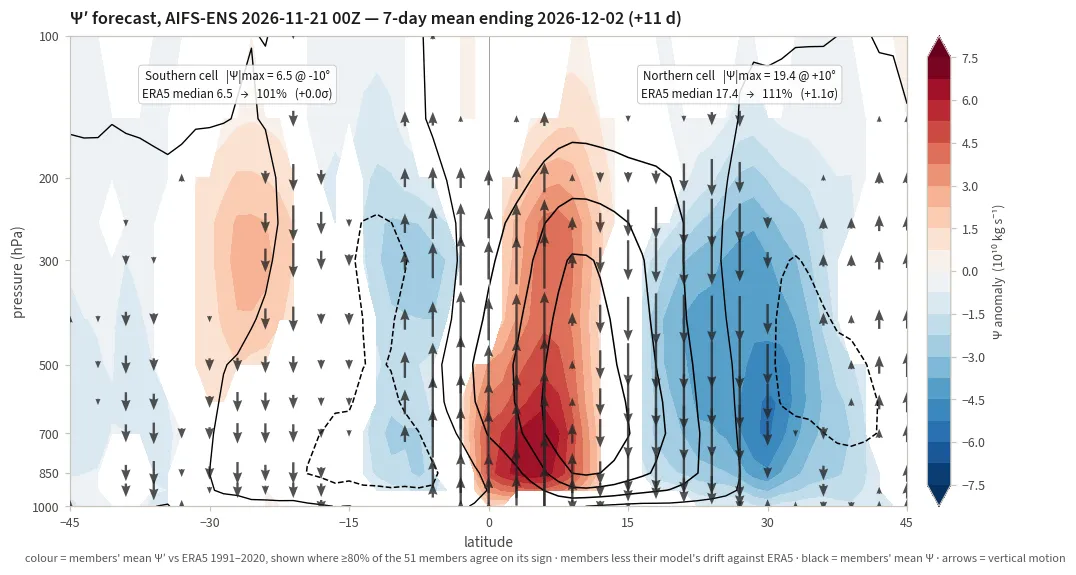 Ψ′ forecast, AIFS-ENS 2026-11-21 00Z — 7-day mean ending 2026-12-02 (+11 d)
Southern cell |Ψ|max = 6.5 @ -10°
ERA5 median 6.5 → 101% (+0.0σ)
Northern cell |Ψ|max = 19.4 @ +10°
ERA5 median 17.4 → 111% (+1.1σ)
pressure (hPa)
100
200
300
400
500
700
850
1000
−45
−30
−15
0
15
30
45
latitude
7.5
6.0
4.5
3.0
1.5
0.0
−1.5
−3.0
−4.5
−6.0
−7.5
Ψ anomaly (10¹⁰ kg s⁻¹)
colour = members' mean Ψ′ vs ERA5 1991–2020, shown where ≥80% of the 51 members agree on its sign · members less their model's drift against ERA5 · black = members' mean Ψ · arrows = vertical motion